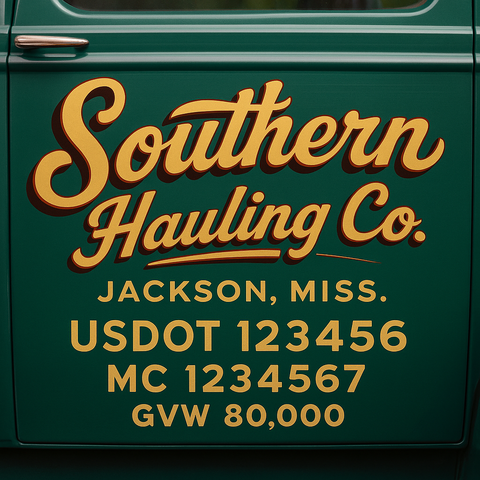 Southern
Hauling Co.
JACKSON, MISS.
USDOT 123456
MC 1234567
GVW 80,000